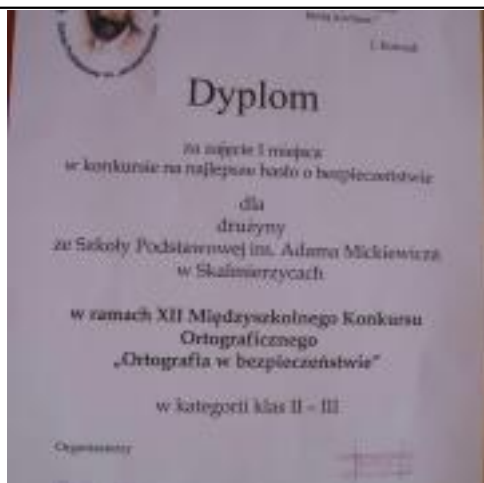 Dyplom
za zajęcie I miejsca
w konkursie na najlepsze hasło o bezpieczeństwie
dla
drużyny
ze Szkoły Podstawowej im. Adama Mickiewicza
w Skalmierzycach
w ramach XII Międzyszkolnego Konkursu
Ortograficznego
„Ortografia w bezpieczeństwie"
w kategorii klas II – III
Organizatorzy